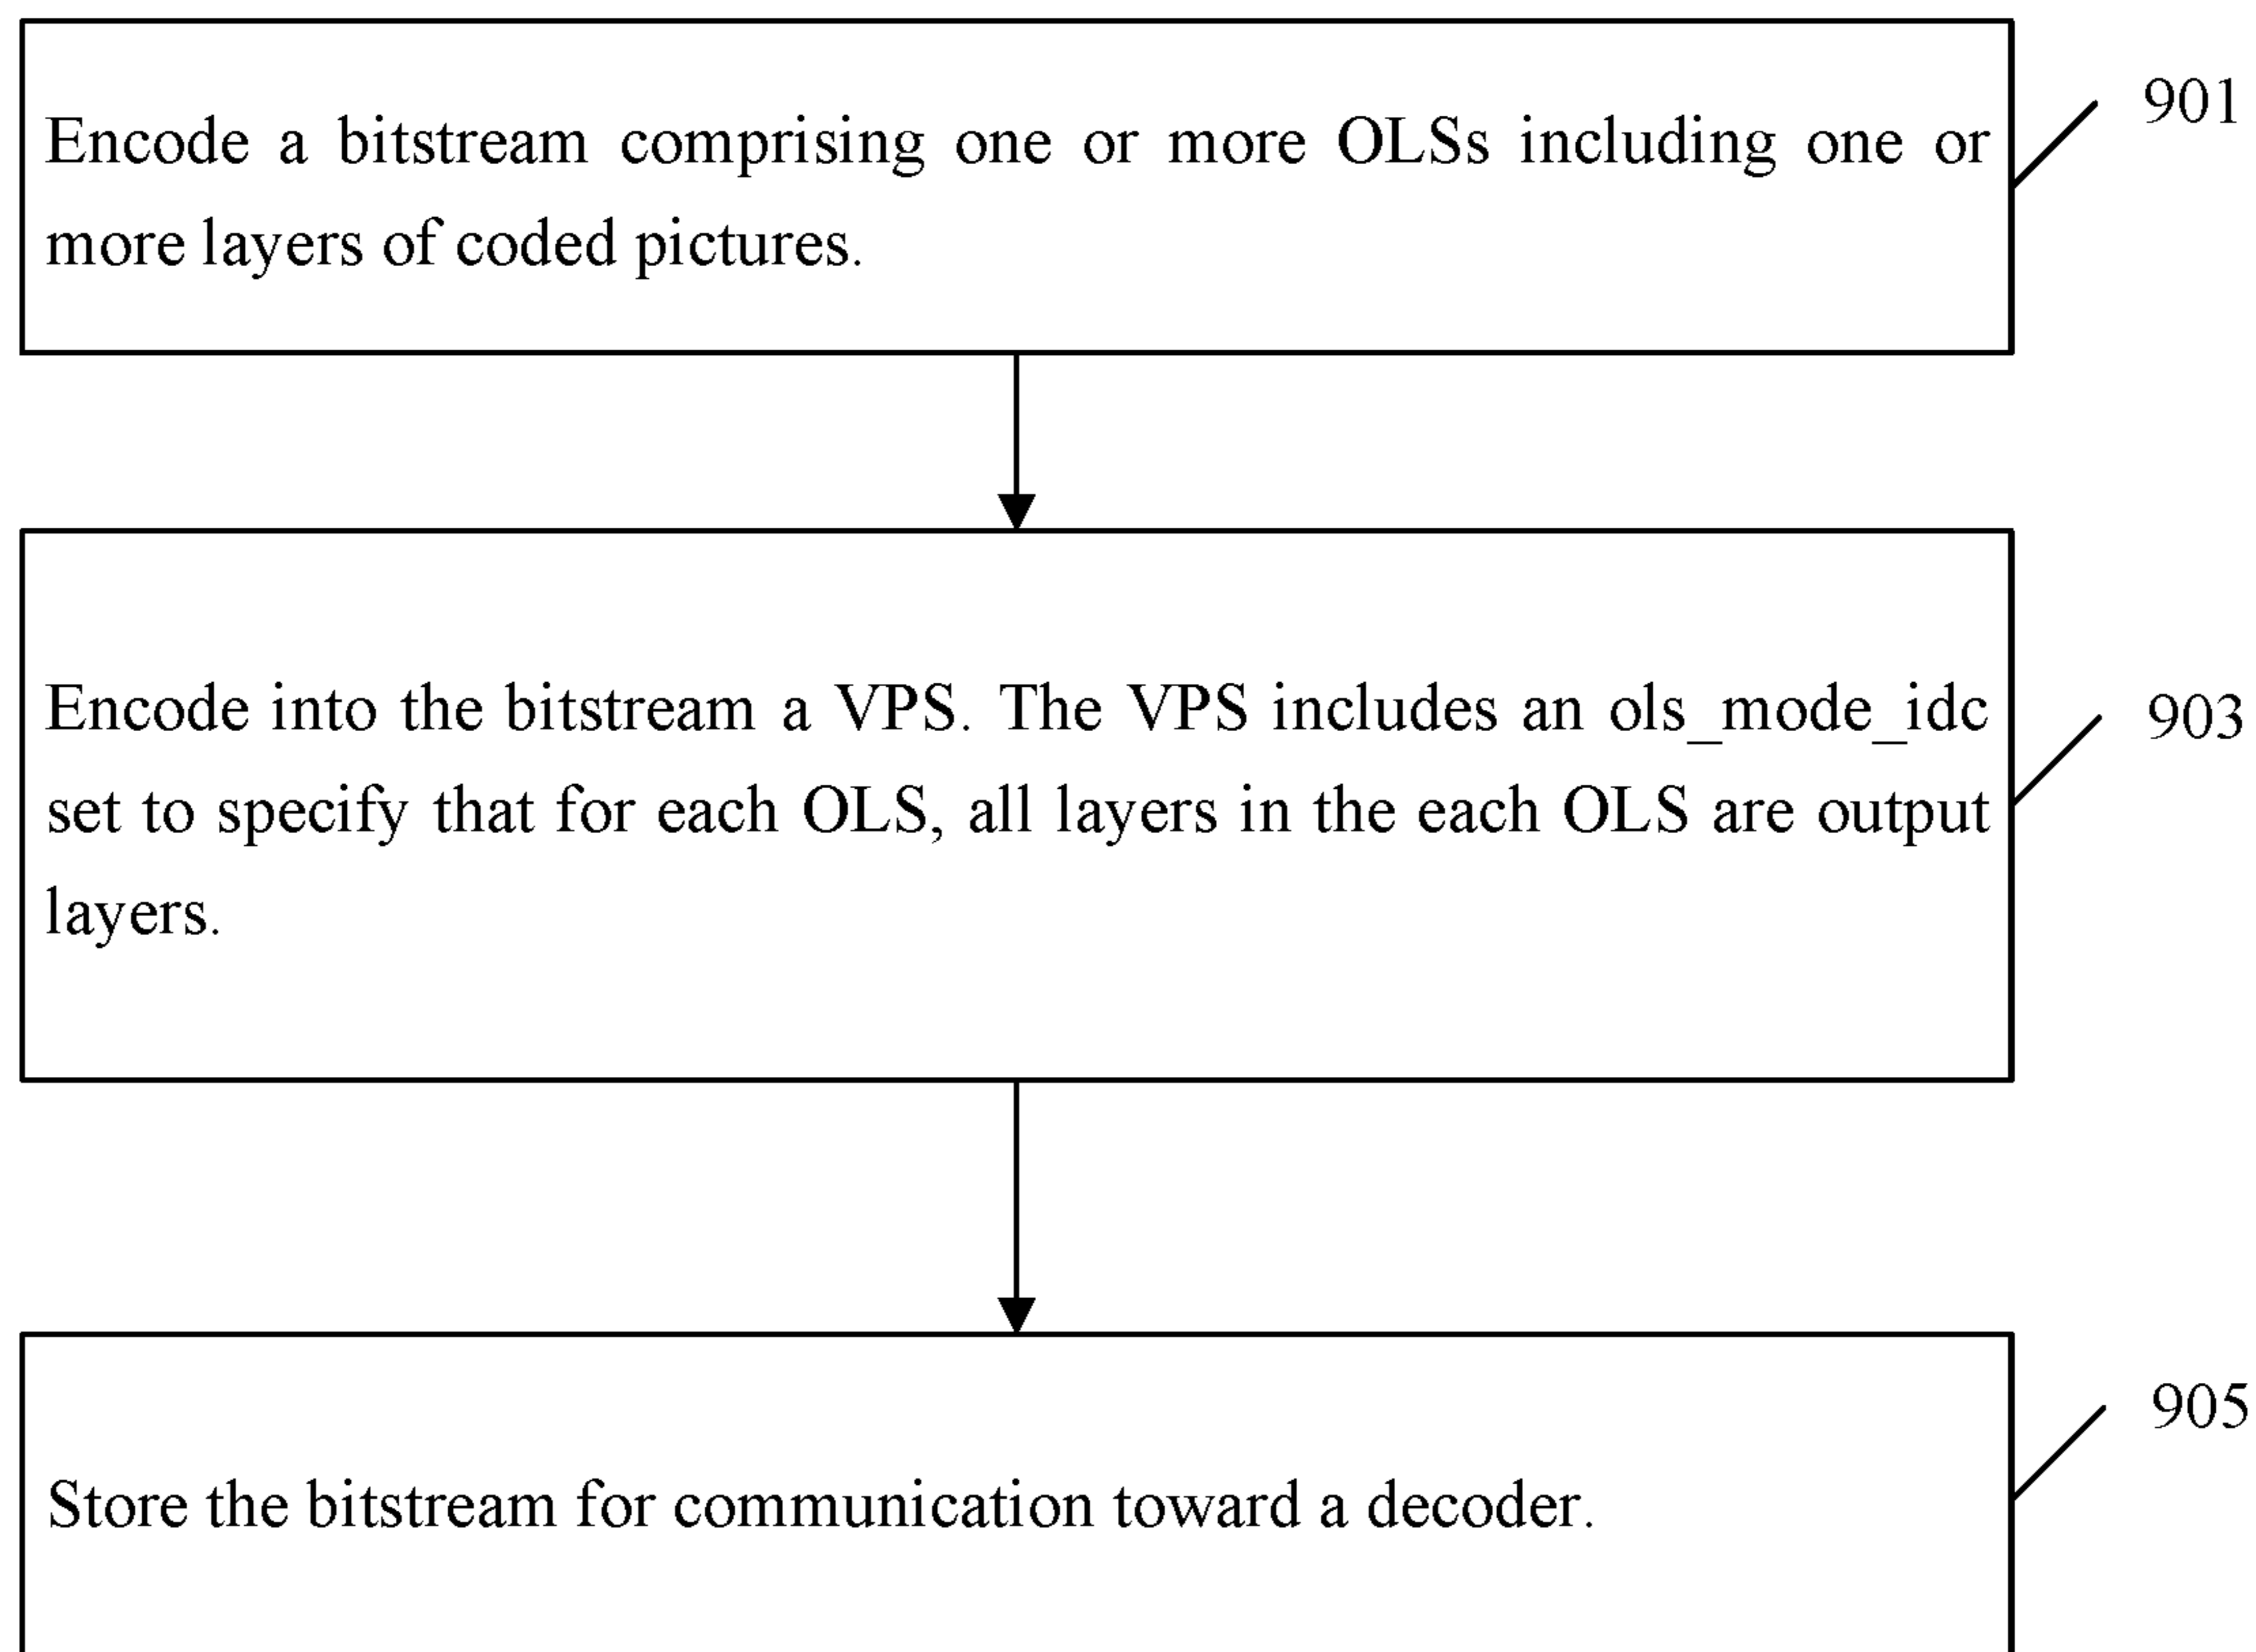 Encode a bitstream comprising one or more OLSs including one or
more layers of coded pictures.
901
Encode into the bitstream a VPS. The VPS includes an ols_mode_idc
set to specify that for each OLS, all layers in the each OLS are output
layers.
903
Store the bitstream for communication toward a decoder.
905